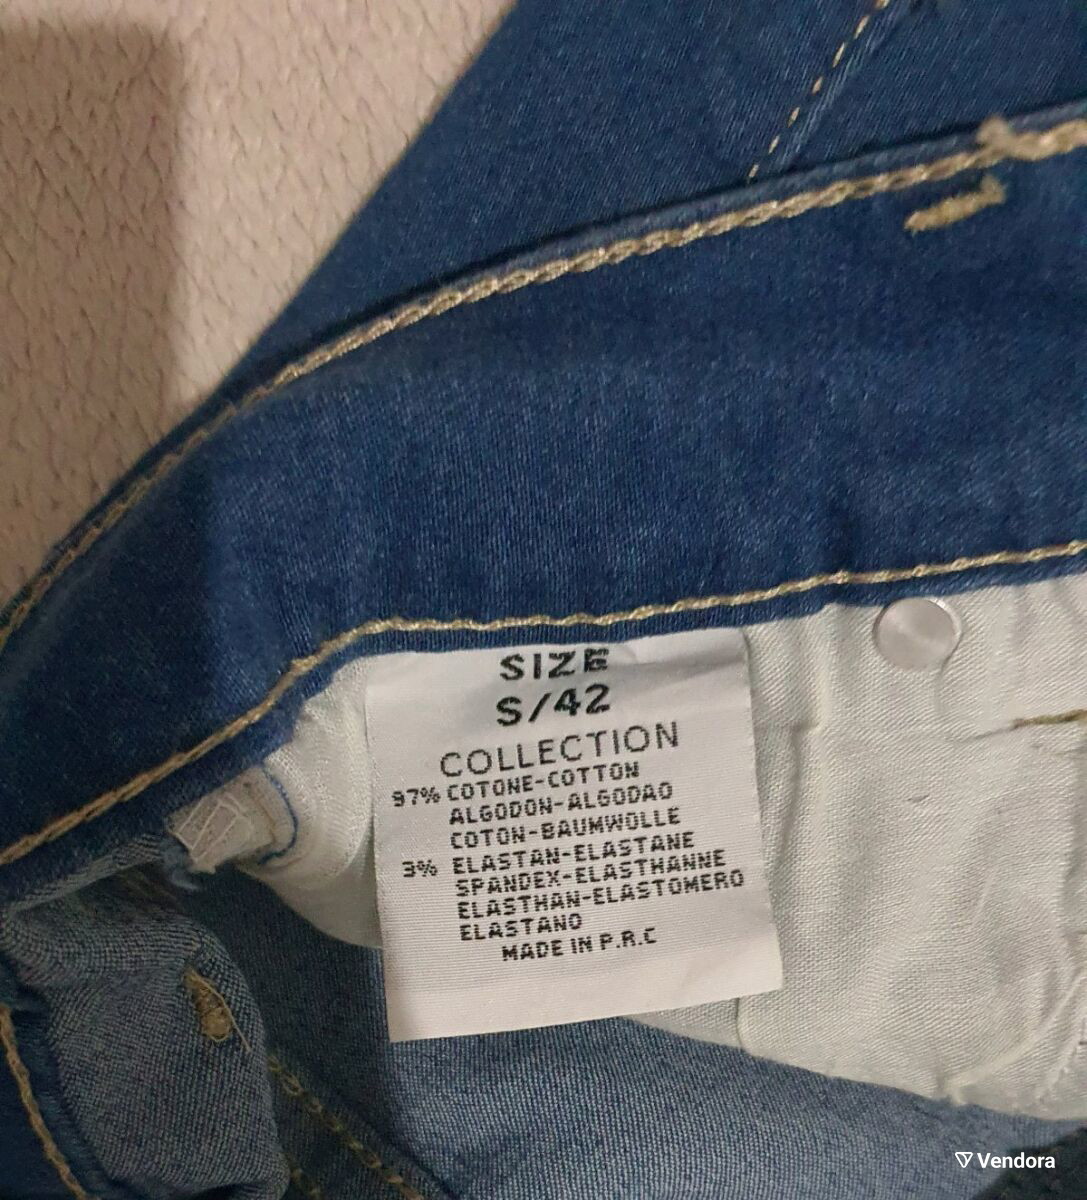 SIZE
S/42
COLLECTION
97% COTONE-COTTON
ALGODON-ALGODAO
COTON-BAUMWOLLE
3% ELASTAN-ELASTANE
SPANDEX-ELASTHANNE
ELASTHAN-ELASTOMERO
ELASTANO
MADE IN P.R.C
Vendora